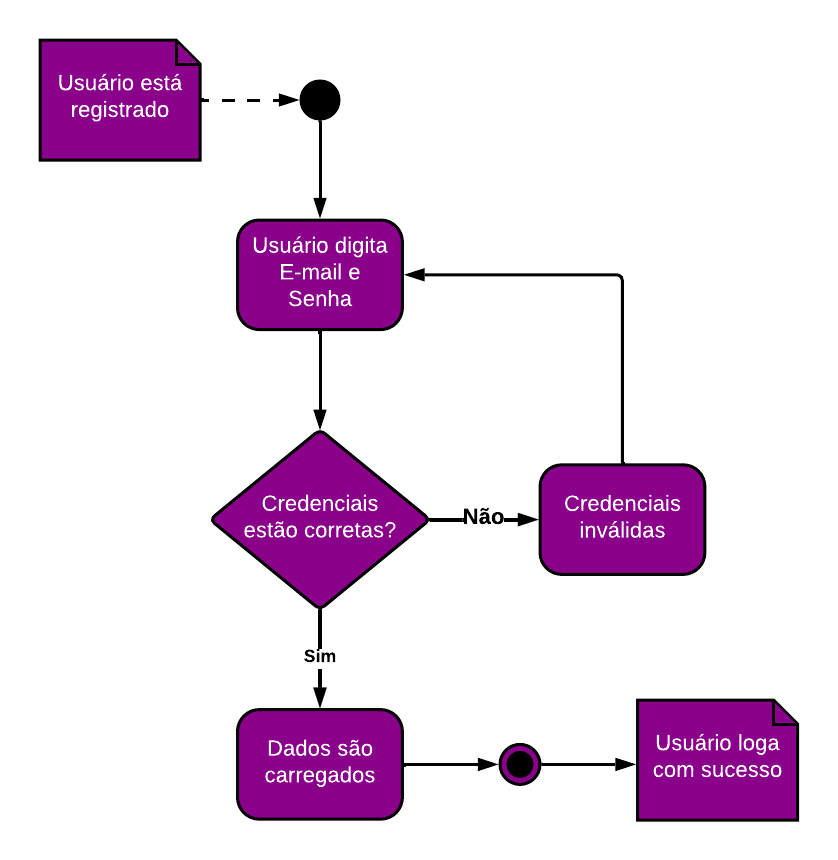 Usuário está
registrado
Usuário digita
E-mail e
Senha
Credenciais
estão corretas?
Não
Credenciais
inválidas
Sim
Dados são
carregados
Usuário loga
com sucesso